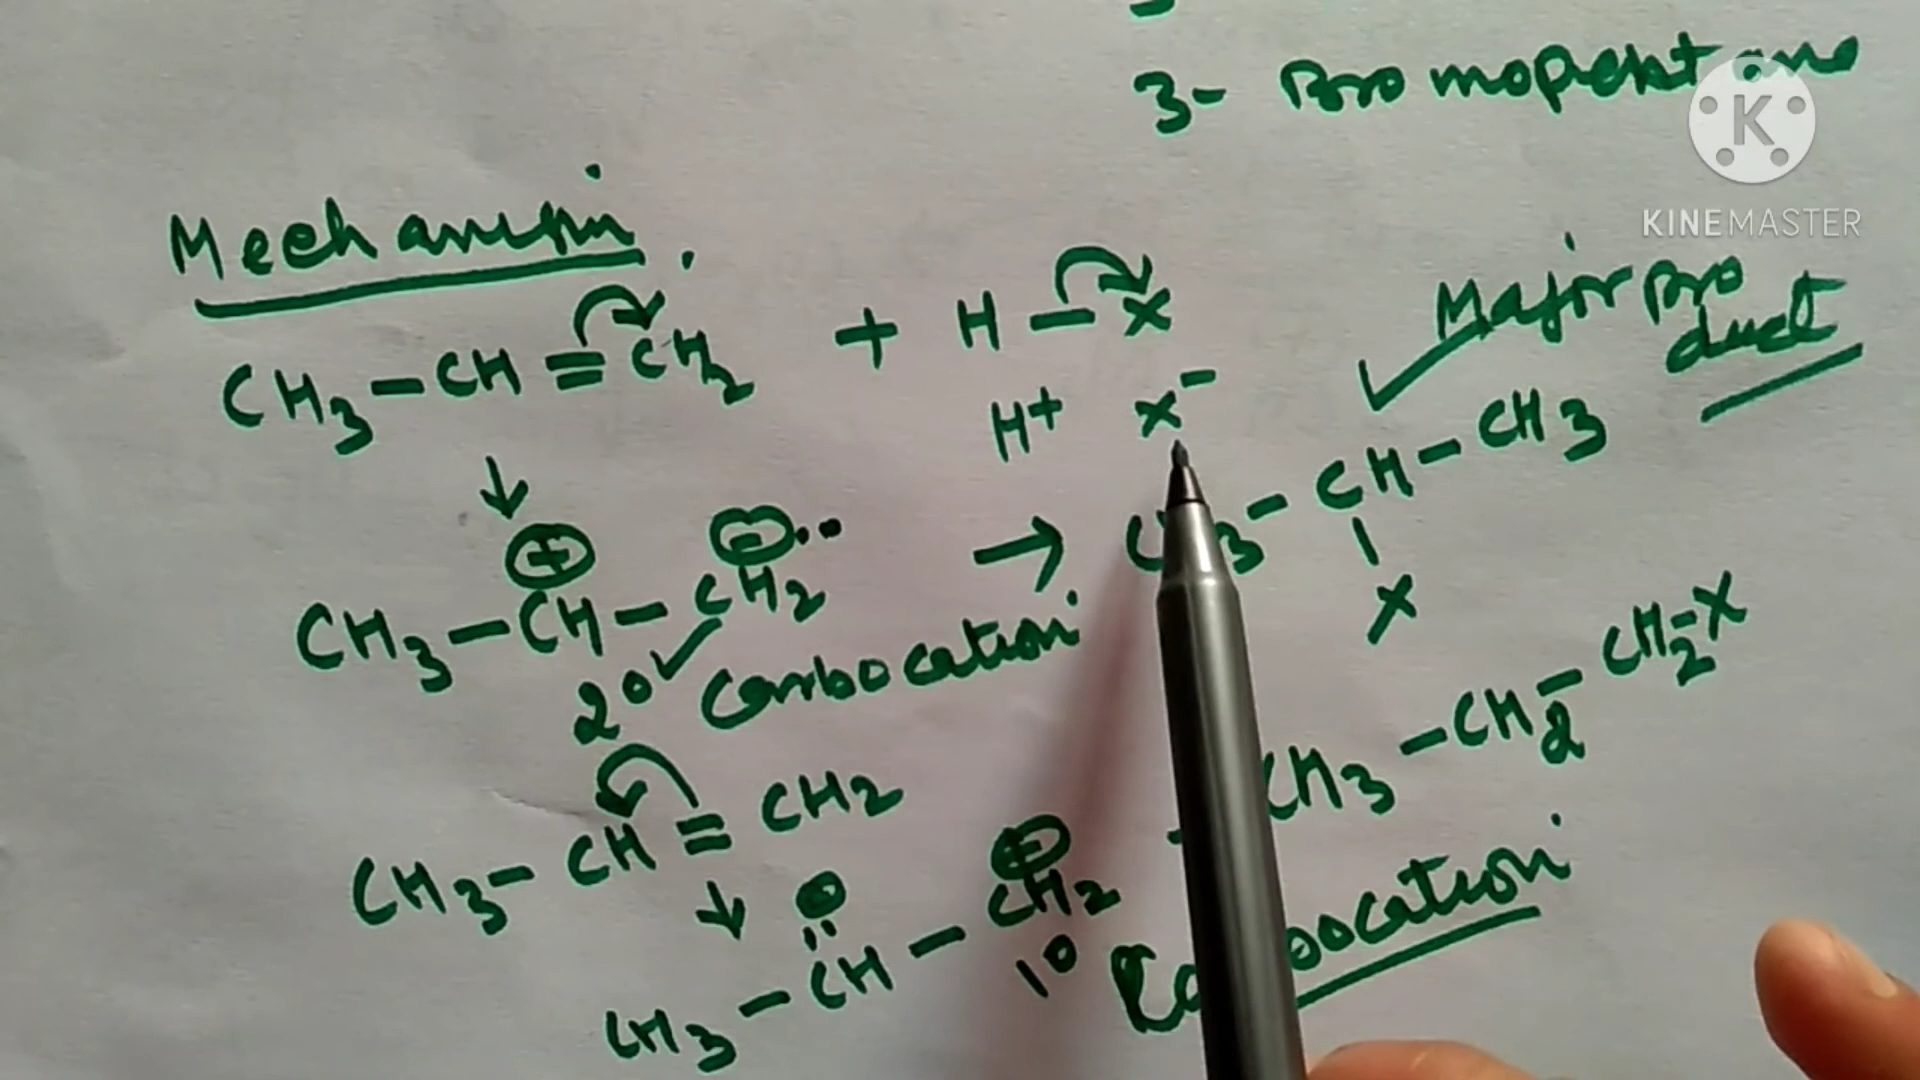 3- Bromopentane
KINEMASTER
Mechanism
CH3-CH=CH2 + H-X
Major product
H+ X-
CH3-CH-CH2 → CH3-CH-CH3
X
2° Carbocation
CH3-CH2-CH2-X
CH3-CH=CH2
CH3-CH-CH2
1°